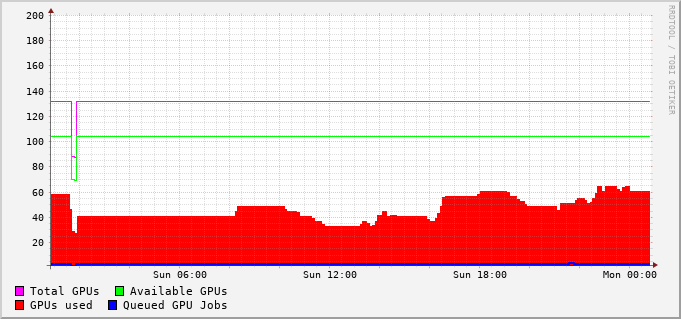 200
180
160
140
120
100
80
60
40
20
Sun 06:00 Sun 12:00 Sun 18:00 Mon 00:00
Total GPUs Available GPUs
GPUs used Queued GPU Jobs
RRDTOOL / TOBI OETIKER